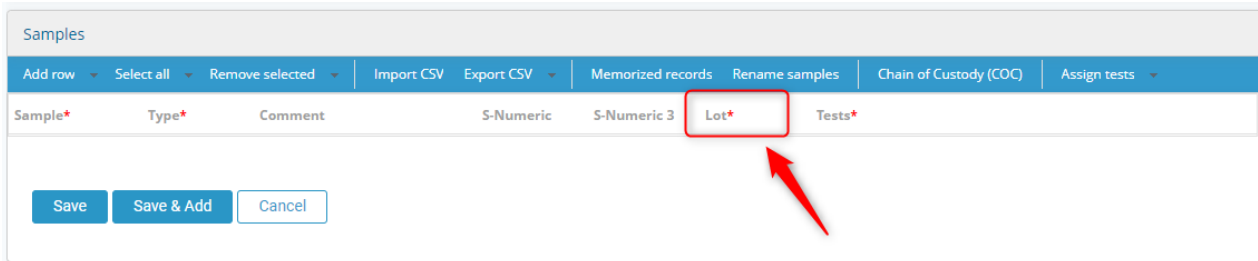 Samples
Add row Select all Remove selected Import CSV Export CSV Memorized records Rename samples Chain of Custody (COC) Assign tests
Sample* Type* Comment S-Numeric S-Numeric 3 Lot* Tests*
Save Save & Add Cancel